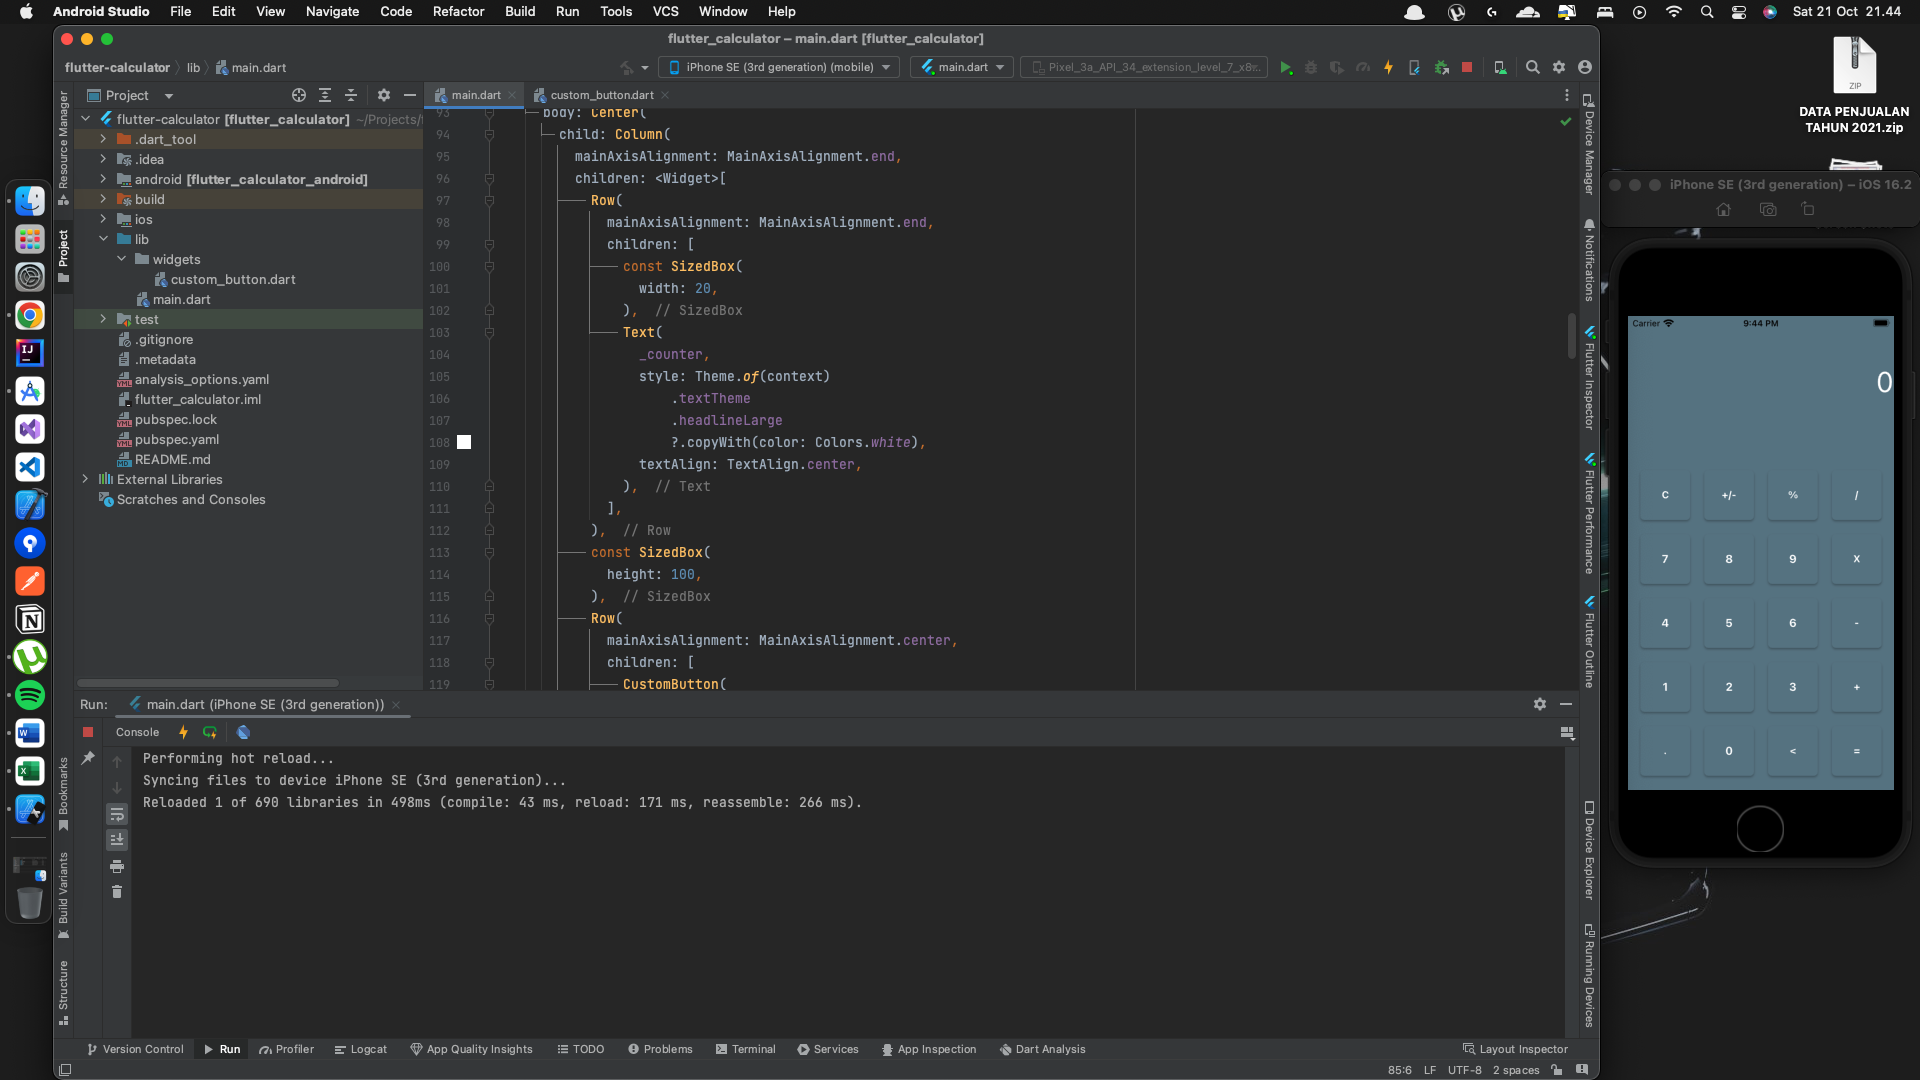 Android Studio File Edit View Navigate Code Refactor Build Run Tools VCS Window Help Sat 21 Oct 21.44
flutter_calculator – main.dart [flutter_calculator]
flutter-calculator lib main.dart iPhone SE (3rd generation) (mobile) main.dart Pixel_3a_API_34_extension_level_7_x8
Project main.dart custom_button.dart
flutter-calculator [flutter_calculator] ~/Projects/
.dart_tool
.idea
android [flutter_calculator_android]
build
ios
lib
widgets
custom_button.dart
main.dart
test
.gitignore
.metadata
analysis_options.yaml
flutter_calculator.iml
pubspec.lock
pubspec.yaml
README.md
External Libraries
Scratches and Consoles
93 body: Center(
94 child: Column(
95 mainAxisAlignment: MainAxisAlignment.end,
96 children: <Widget>[
97 Row(
98 mainAxisAlignment: MainAxisAlignment.end,
99 children: [
100 const SizedBox(
101 width: 20,
102 ), // SizedBox
103 Text(
104 _counter,
105 style: Theme.of(context)
106 .textTheme
107 .headlineLarge
108 ?.copyWith(color: Colors.white),
109 textAlign: TextAlign.center,
110 ), // Text
111 ],
112 ), // Row
113 const SizedBox(
114 height: 100,
115 ), // SizedBox
116 Row(
117 mainAxisAlignment: MainAxisAlignment.center,
118 children: [
119 CustomButton(
Resource Manager
Project
Bookmarks
Build Variants
Structure
Device Manager
Notifications
Flutter Inspector
Flutter Performance
Flutter Outline
Device Explorer
Running Devices
Run: main.dart (iPhone SE (3rd generation))
Console
Performing hot reload...
Syncing files to device iPhone SE (3rd generation)...
Reloaded 1 of 690 libraries in 498ms (compile: 43 ms, reload: 171 ms, reassemble: 266 ms).
Version Control Run Profiler Logcat App Quality Insights TODO Problems Terminal Services App Inspection Dart Analysis Layout Inspector
85:6 LF UTF-8 2 spaces
ZIP
DATA PENJUALAN
TAHUN 2021.zip
iPhone SE (3rd generation) – iOS 16.2
Carrier 9:44 PM
0
C +/- % /
7 8 9 X
4 5 6 -
1 2 3 +
. 0 < =